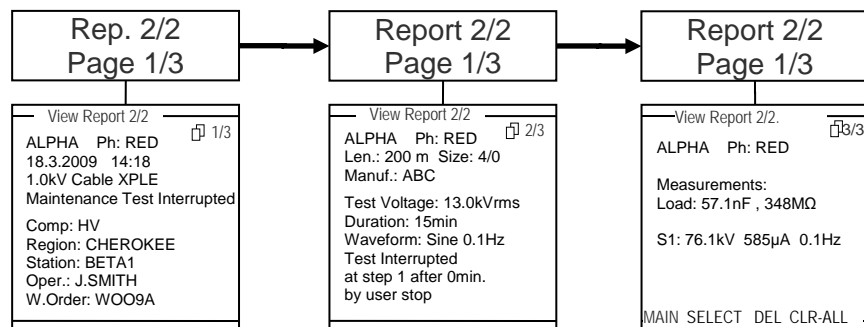 Rep. 2/2
Page 1/3
View Report 2/2
1/3
ALPHA Ph: RED
18.3.2009 14:18
1.0kV Cable XPLE
Maintenance Test Interrupted
Comp: HV
Region: CHEROKEE
Station: BETA1
Oper.: J.SMITH
W.Order: WOO9A
Report 2/2
Page 1/3
View Report 2/2
2/3
ALPHA Ph: RED
Len.: 200 m Size: 4/0
Manuf.: ABC
Test Voltage: 13.0kVrms
Duration: 15min
Waveform: Sine 0.1Hz
Test Interrupted
at step 1 after 0min.
by user stop
Report 2/2
Page 1/3
View Report 2/2.
3/3
ALPHA Ph: RED
Measurements:
Load: 57.1nF , 348MΩ
S1: 76.1kV 585µA 0.1Hz
MAIN SELECT DEL CLR-ALL